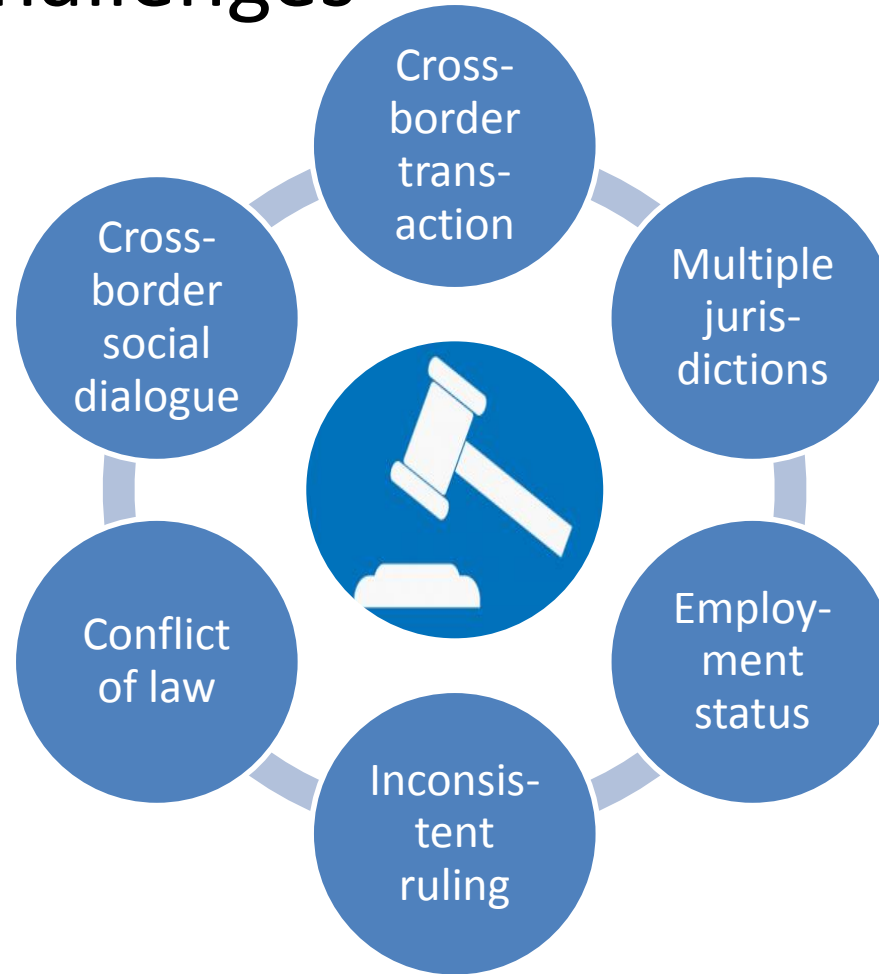 Cross-
border
trans-
action
Multiple
juris-
dictions
Employ-
ment
status
Inconsis-
tent
ruling
Conflict
of law
Cross-
border
social
dialogue